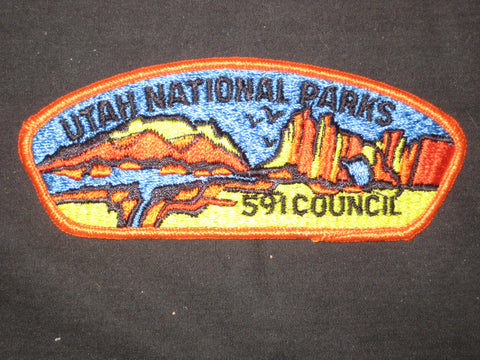 UTAH NATIONAL PARKS
591 COUNCIL